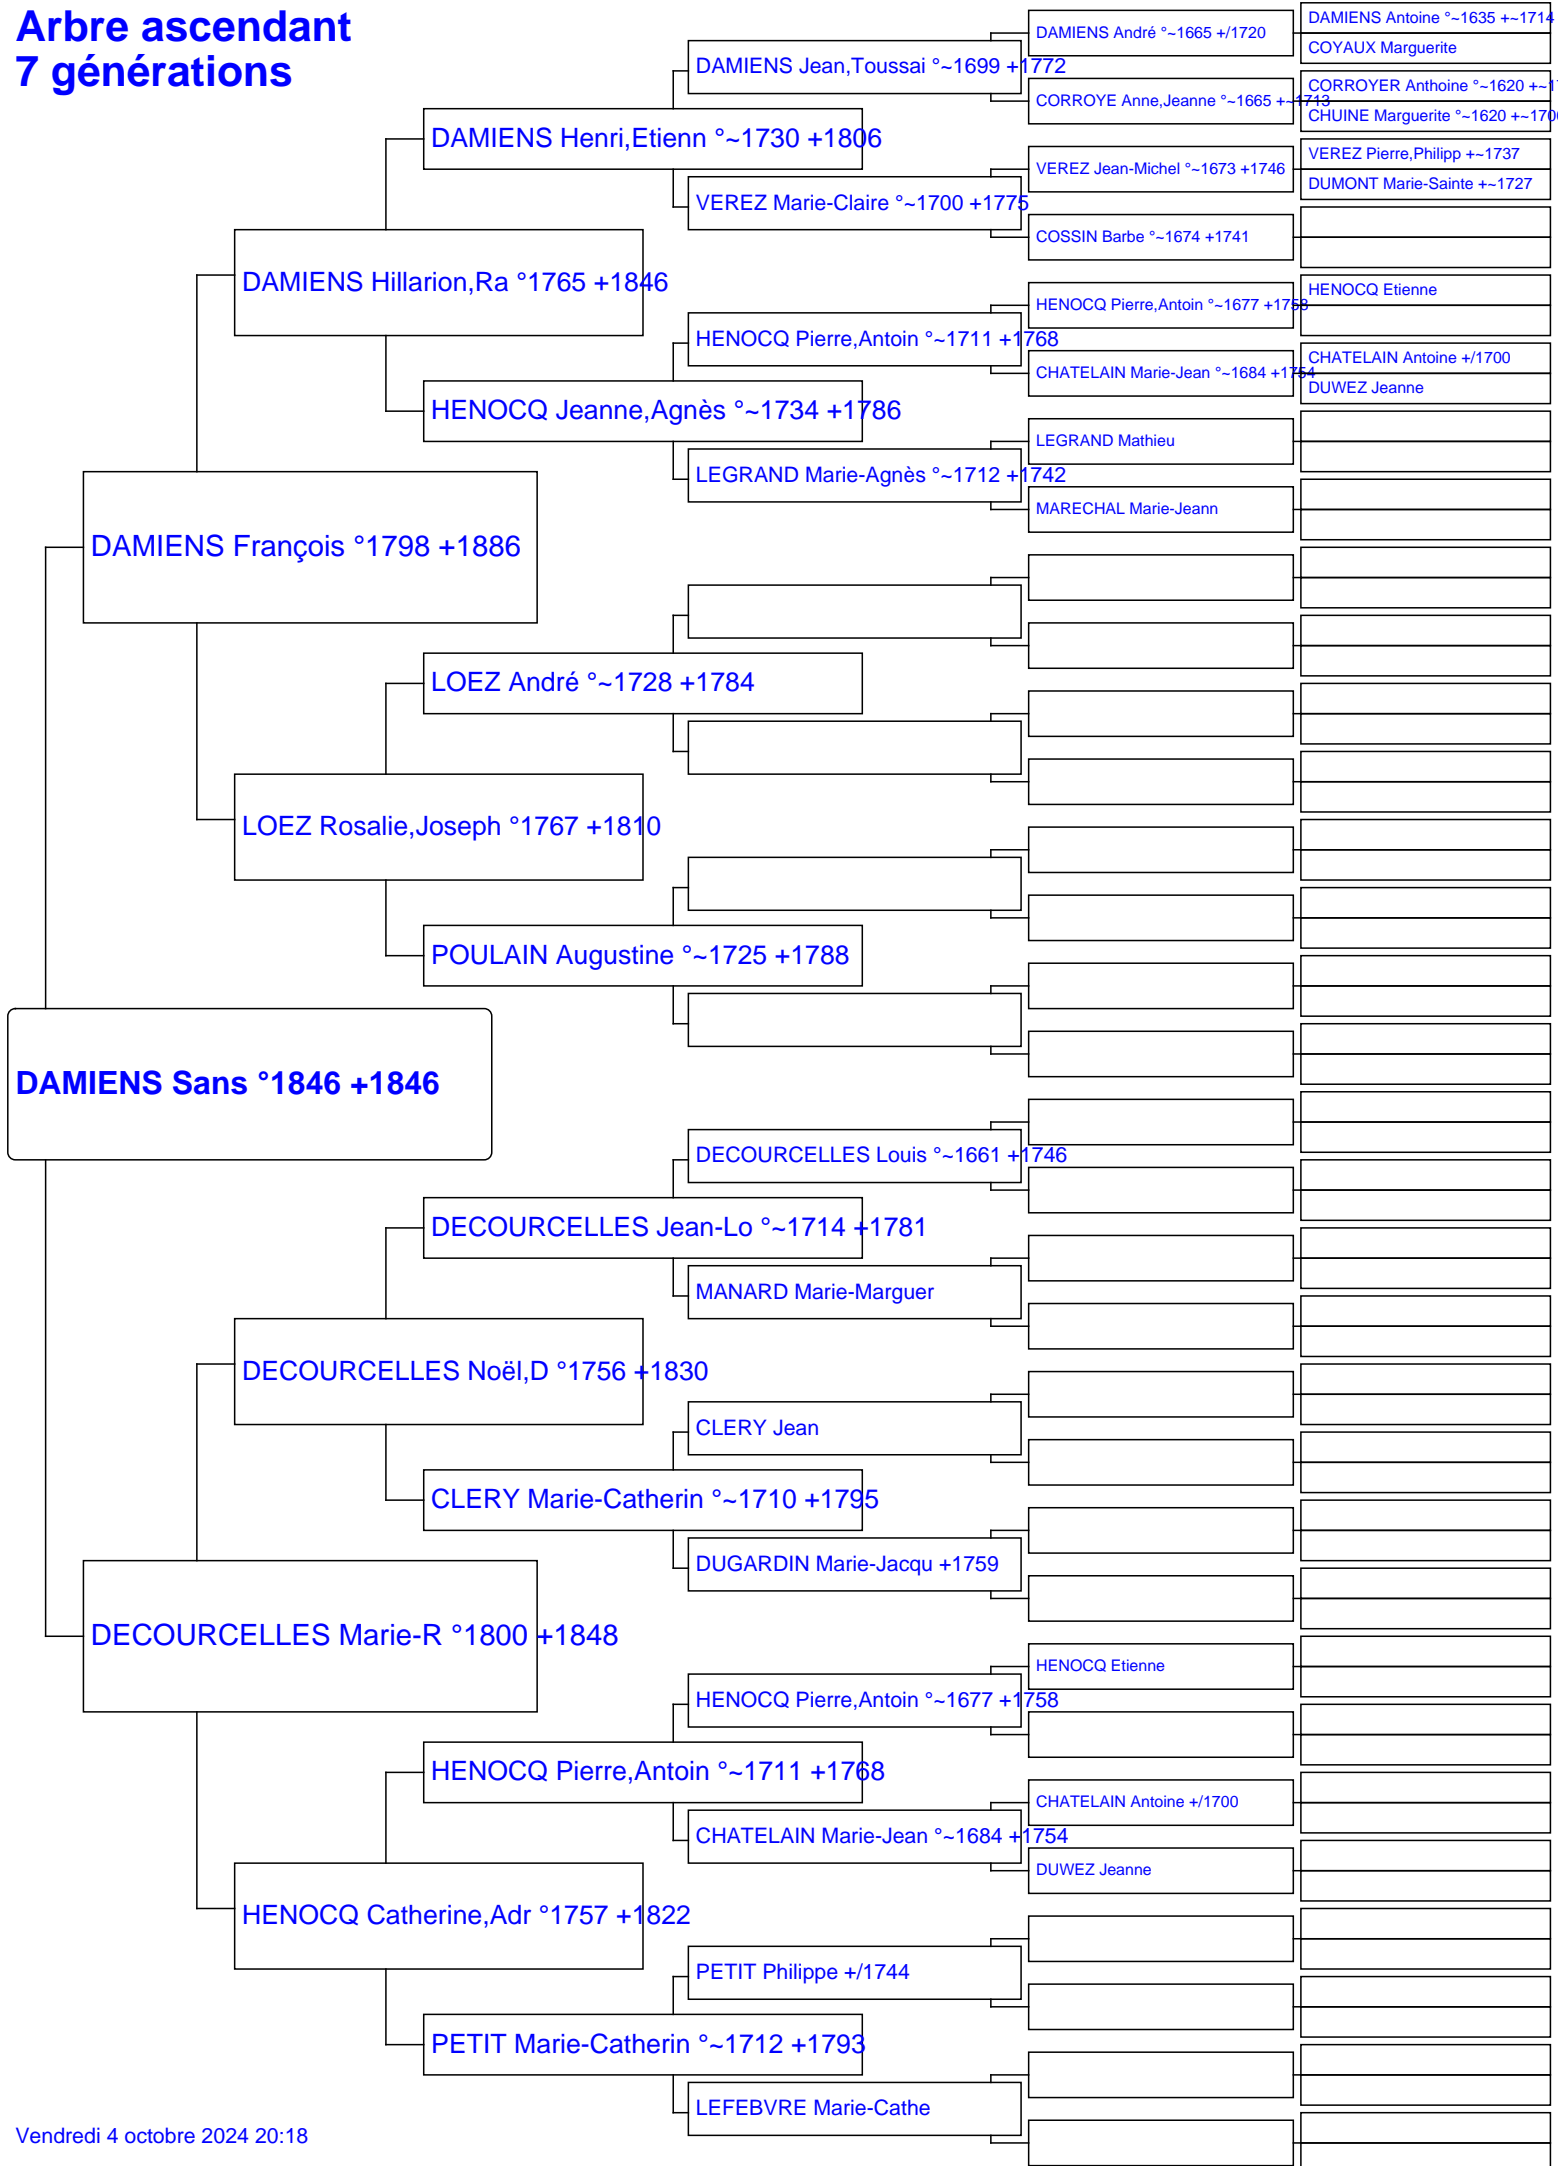 Arbre ascendant
7 générations
DAMIENS Antoine °~1635 +~1714
DAMIENS André °~1665 +/1720
COYAUX Marguerite
DAMIENS Jean,Toussai °~1699 +1772
CORROYER Anthoine °~1620 +~1
CORROYE Anne,Jeanne °~1665 +~1713
CHUINE Marguerite °~1620 +~170
DAMIENS Henri,Etienn °~1730 +1806
VEREZ Pierre,Philipp +~1737
VEREZ Jean-Michel °~1673 +1746
DUMONT Marie-Sainte +~1727
VEREZ Marie-Claire °~1700 +1775
COSSIN Barbe °~1674 +1741
DAMIENS Hillarion,Ra °1765 +1846
HENOCQ Etienne
HENOCQ Pierre,Antoin °~1677 +1758
HENOCQ Pierre,Antoin °~1711 +1768
CHATELAIN Antoine +/1700
CHATELAIN Marie-Jean °~1684 +1754
DUWEZ Jeanne
HENOCQ Jeanne,Agnès °~1734 +1786
LEGRAND Mathieu
LEGRAND Marie-Agnès °~1712 +1742
MARECHAL Marie-Jeann
DAMIENS François °1798 +1886
LOEZ André °~1728 +1784
LOEZ Rosalie,Joseph °1767 +1810
POULAIN Augustine °~1725 +1788
DAMIENS Sans °1846 +1846
DECOURCELLES Louis °~1661 +1746
DECOURCELLES Jean-Lo °~1714 +1781
MANARD Marie-Marguer
DECOURCELLES Noël,D °1756 +1830
CLERY Jean
CLERY Marie-Catherin °~1710 +1795
DUGARDIN Marie-Jacqu +1759
DECOURCELLES Marie-R °1800 +1848
HENOCQ Etienne
HENOCQ Pierre,Antoin °~1677 +1758
HENOCQ Pierre,Antoin °~1711 +1768
CHATELAIN Antoine +/1700
CHATELAIN Marie-Jean °~1684 +1754
DUWEZ Jeanne
HENOCQ Catherine,Adr °1757 +1822
PETIT Philippe +/1744
PETIT Marie-Catherin °~1712 +1793
LEFEBVRE Marie-Cathe
Vendredi 4 octobre 2024 20:18